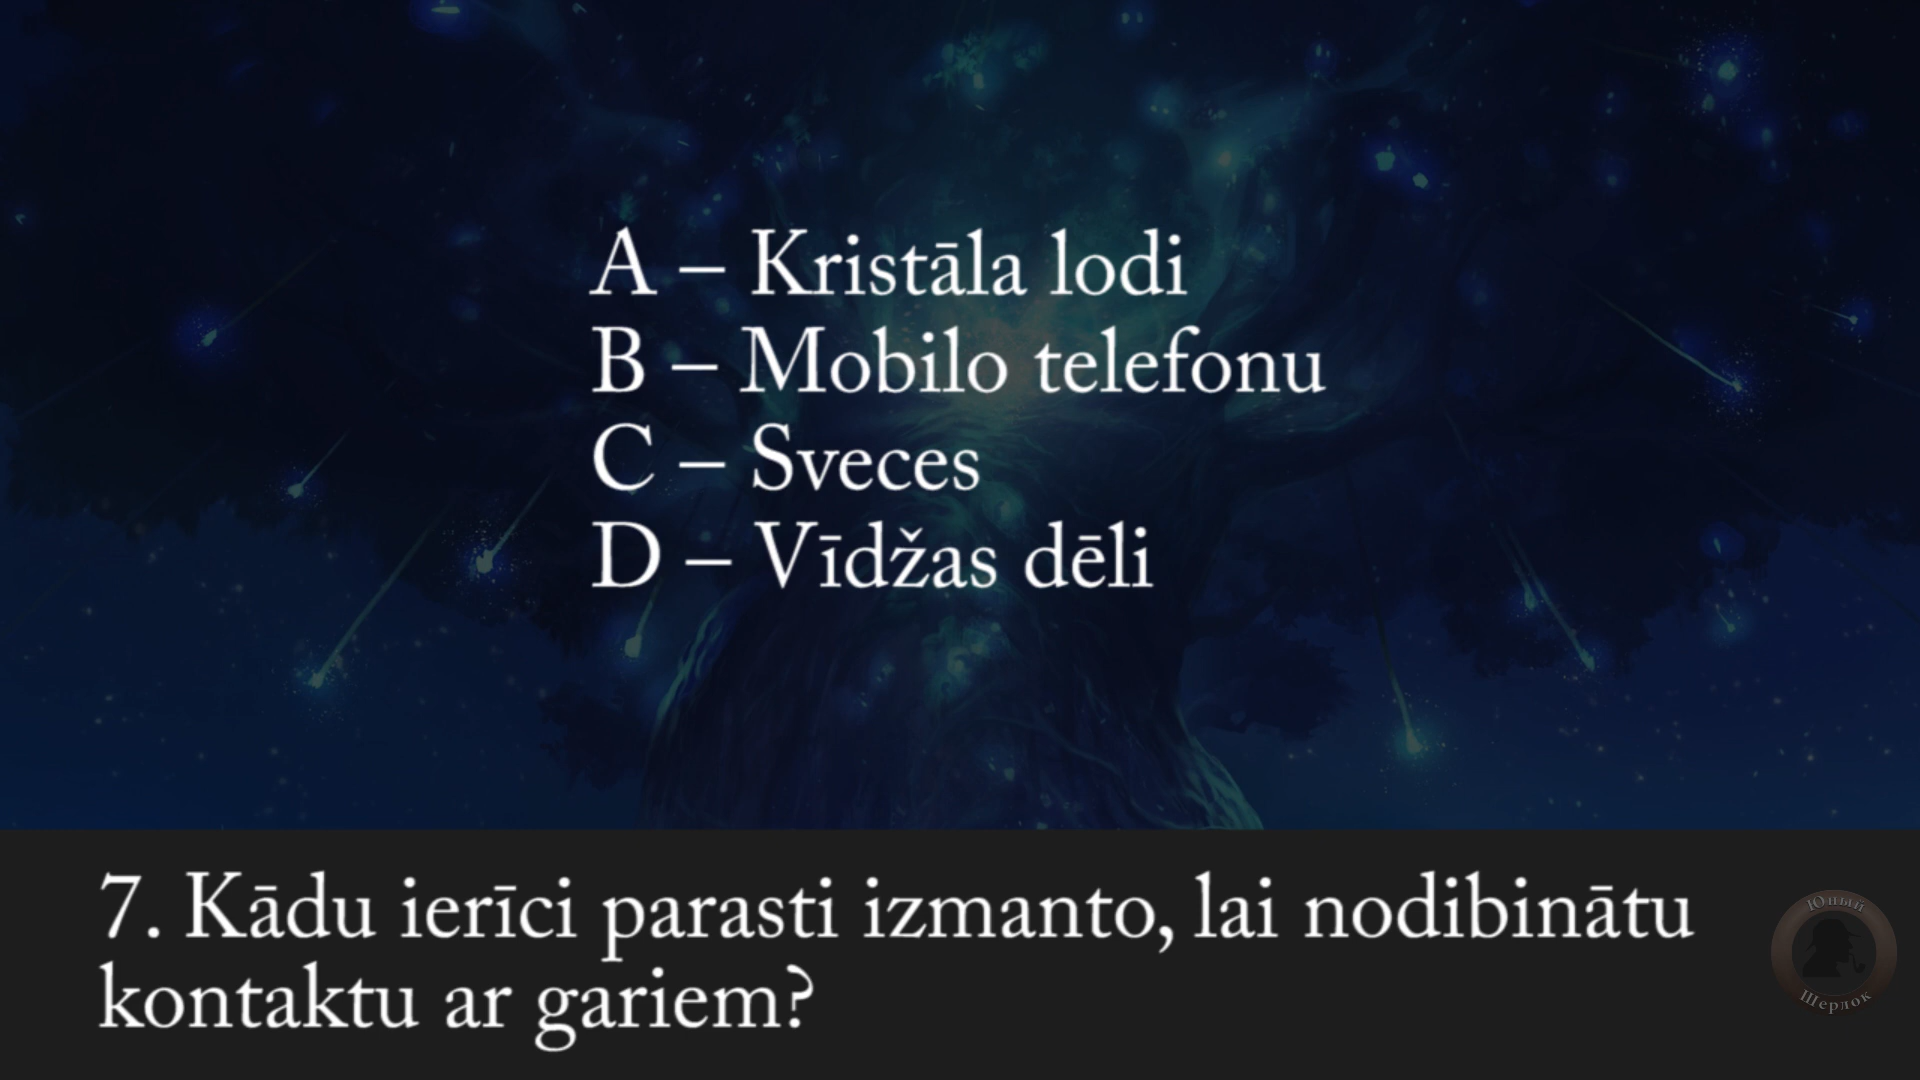 A – Kristāla lodi
B – Mobilo telefonu
C – Sveces
D – Vīdžas dēli
7. Kādu ierīci parasti izmanto, lai nodibinātu
kontaktu ar gariem?
Юный
Шерлок